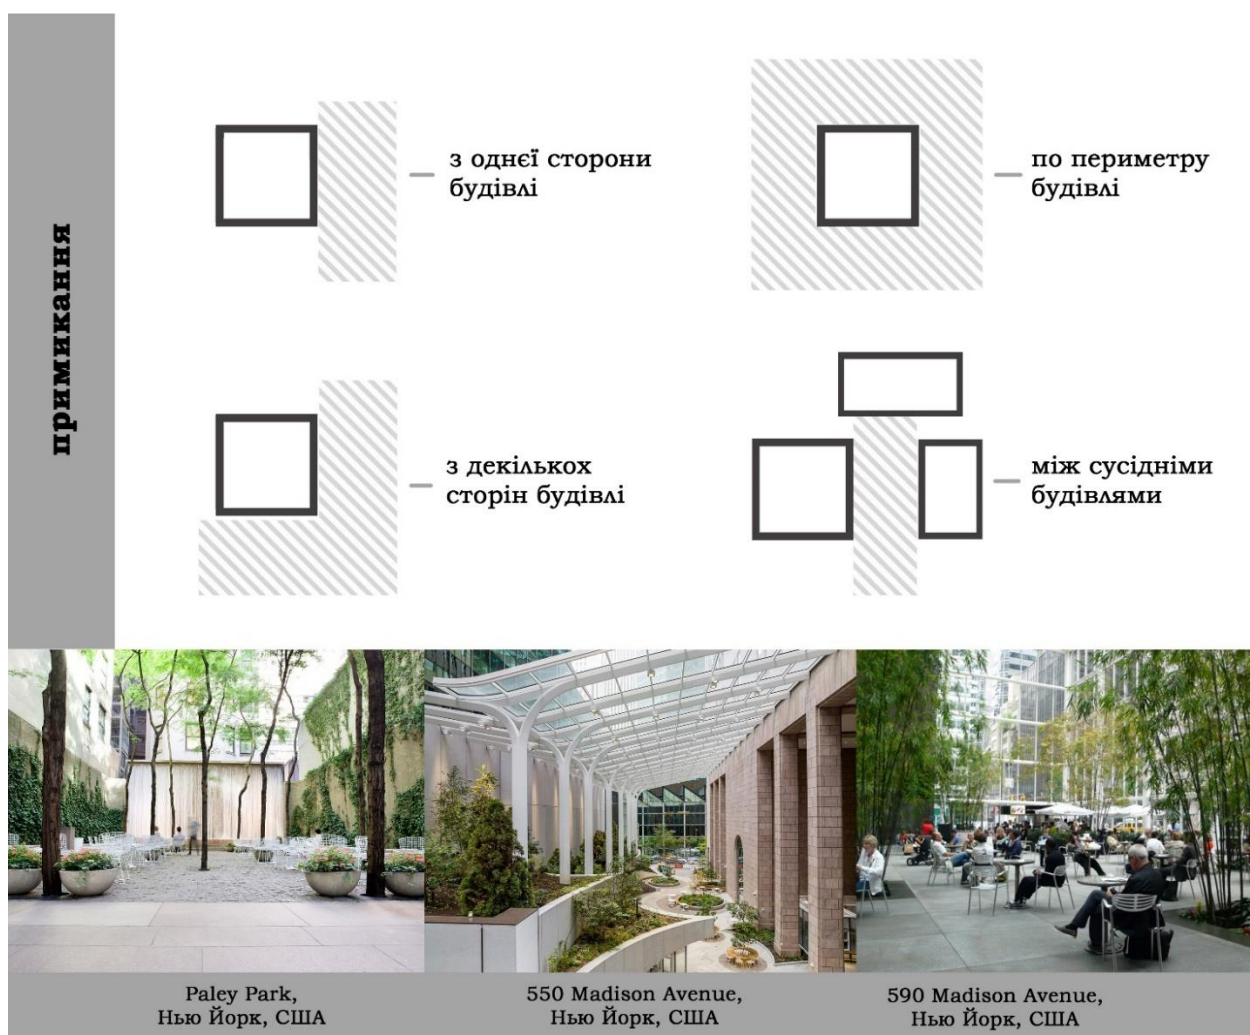 примикання
з однєї сторони
будівлі
по периметру
будівлі
з декількох
сторін будівлі
між сусідніми
будівлями
Paley Park,
Нью Йорк, США
550 Madison Avenue,
Нью Йорк, США
590 Madison Avenue,
Нью Йорк, США